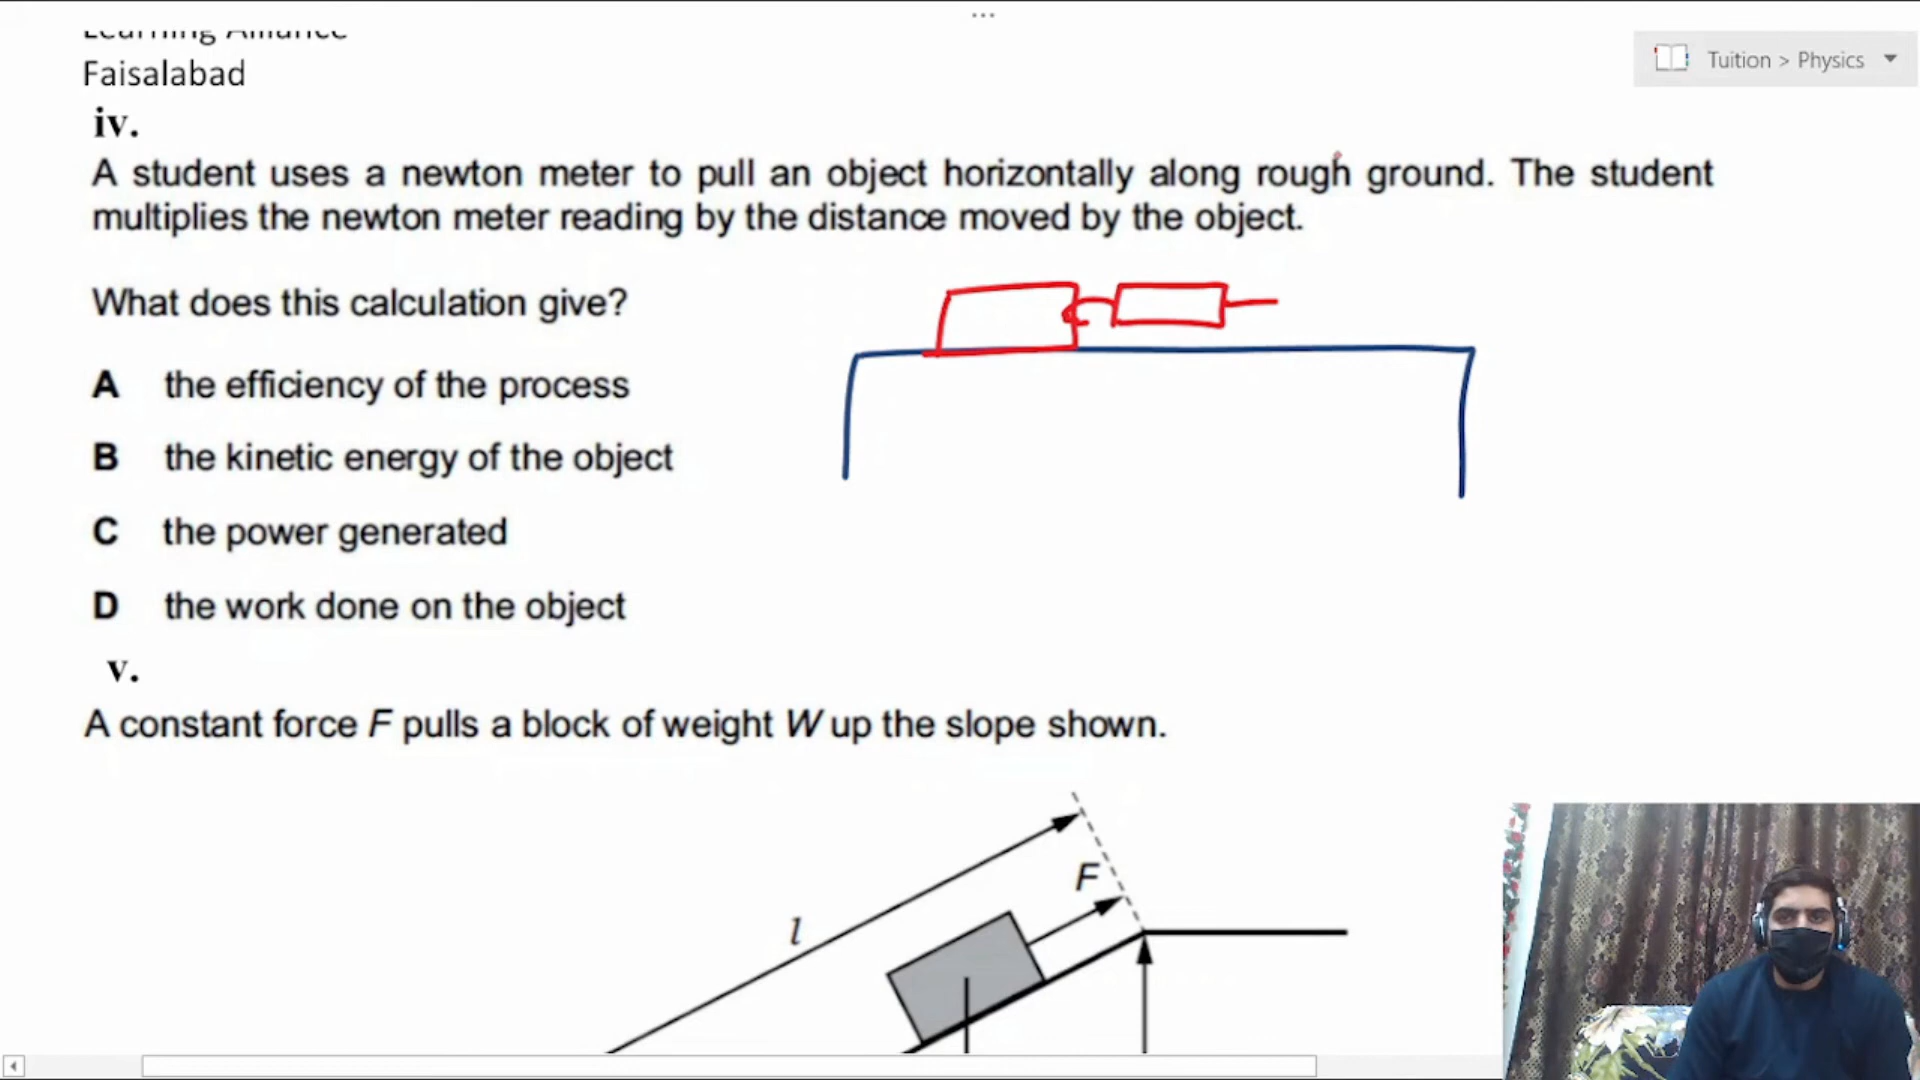 ...
Learning Alliance
Faisalabad
Tuition > Physics
iv.
A student uses a newton meter to pull an object horizontally along rough ground. The student
multiplies the newton meter reading by the distance moved by the object.
What does this calculation give?
A the efficiency of the process
B the kinetic energy of the object
C the power generated
D the work done on the object
v.
A constant force F pulls a block of weight W up the slope shown.
F
l